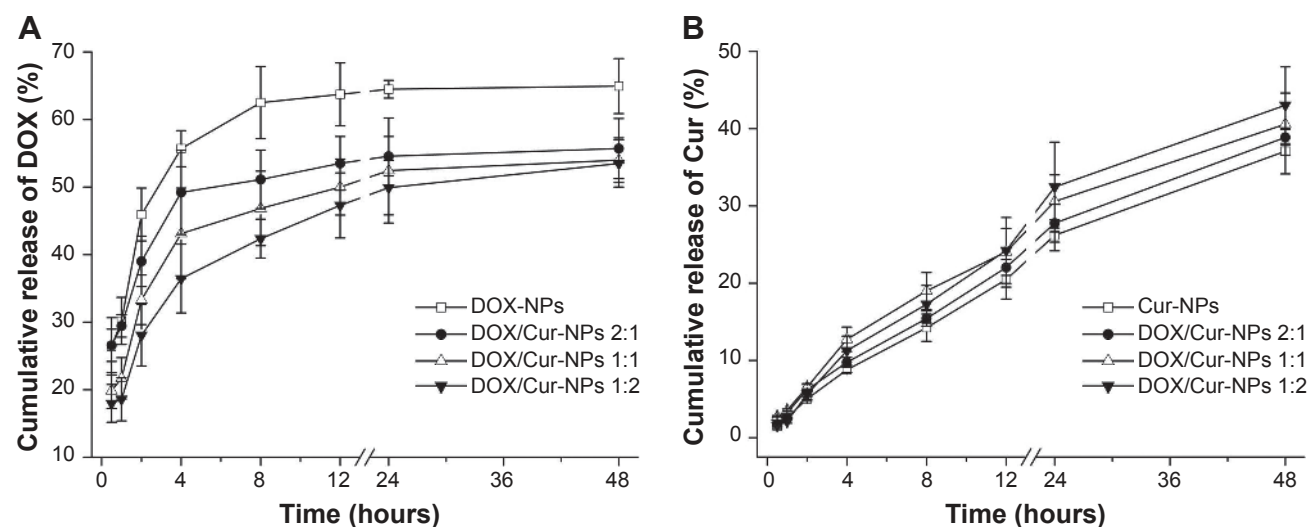 A
Cumulative release of DOX (%)
70
60
50
40
30
20
10
0
4
8
12
24
36
48
Time (hours)
DOX-NPs
DOX/Cur-NPs 2:1
DOX/Cur-NPs 1:1
DOX/Cur-NPs 1:2
B
Cumulative release of Cur (%)
50
40
30
20
10
0
0
4
8
12
24
36
48
Time (hours)
Cur-NPs
DOX/Cur-NPs 2:1
DOX/Cur-NPs 1:1
DOX/Cur-NPs 1:2